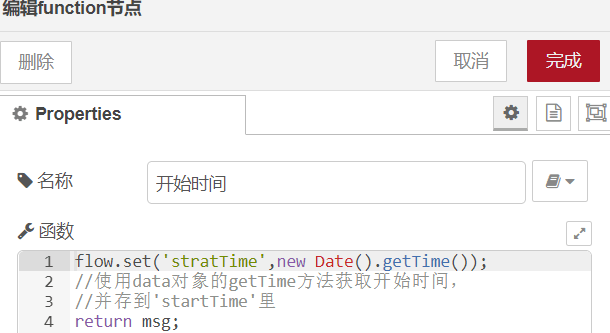 编辑function节点
删除
取消
完成
Properties
名称
开始时间
函数
1 flow.set('stratTime',new Date().getTime());
2 //使用data对象的getTime方法获取开始时间，
3 //并存到'startTime'里
4 return msg;